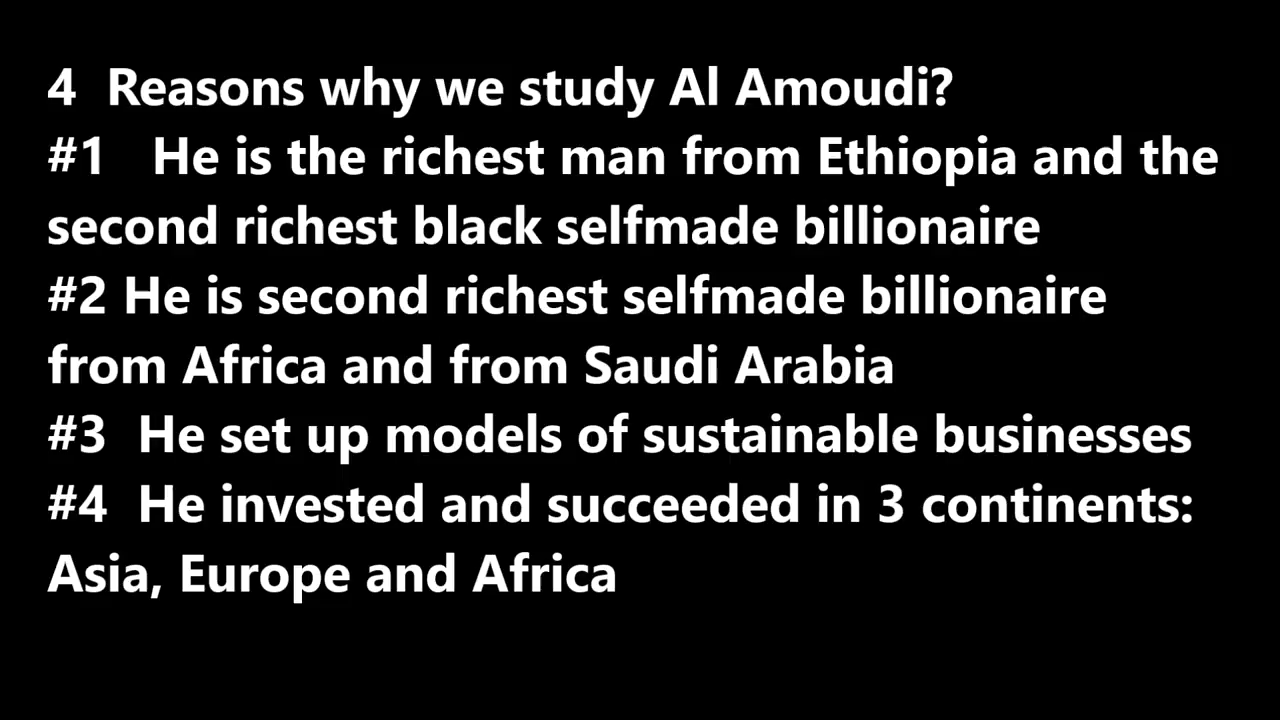 4  Reasons why we study Al Amoudi?
#1   He is the richest man from Ethiopia and the
second richest black selfmade billionaire
#2 He is second richest selfmade billionaire
from Africa and from Saudi Arabia
#3  He set up models of sustainable businesses
#4  He invested and succeeded in 3 continents:
Asia, Europe and Africa